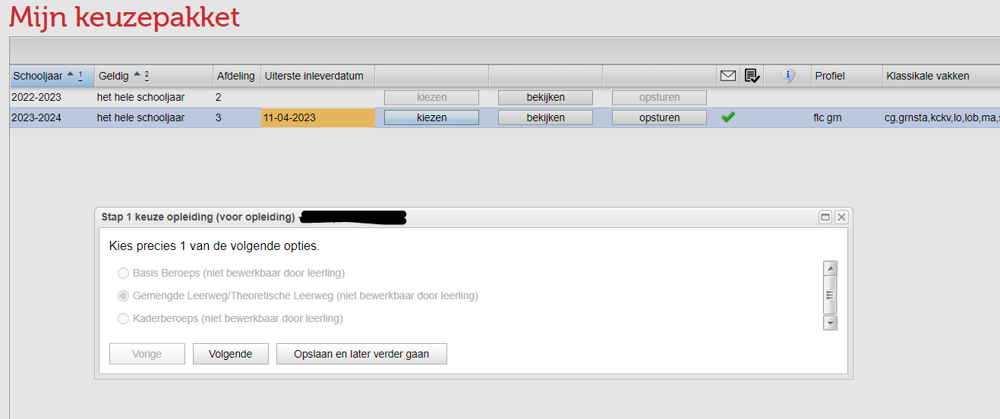 Mijn keuzepakket
Schooljaar 1 Geldig 2 Afdeling Uiterste inleverdatum Profiel Klassikale vakken
2022-2023 het hele schooljaar 2 kiezen bekijken opsturen
2023-2024 het hele schooljaar 3 11-04-2023 kiezen bekijken opsturen flc grn cg,grnsta,kckv,lo,lob,ma,
Stap 1 keuze opleiding (voor opleiding) -
Kies precies 1 van de volgende opties.
Basis Beroeps (niet bewerkbaar door leerling)
Gemengde Leerweg/Theoretische Leerweg (niet bewerkbaar door leerling)
Kaderberoeps (niet bewerkbaar door leerling)
Vorige Volgende Opslaan en later verder gaan